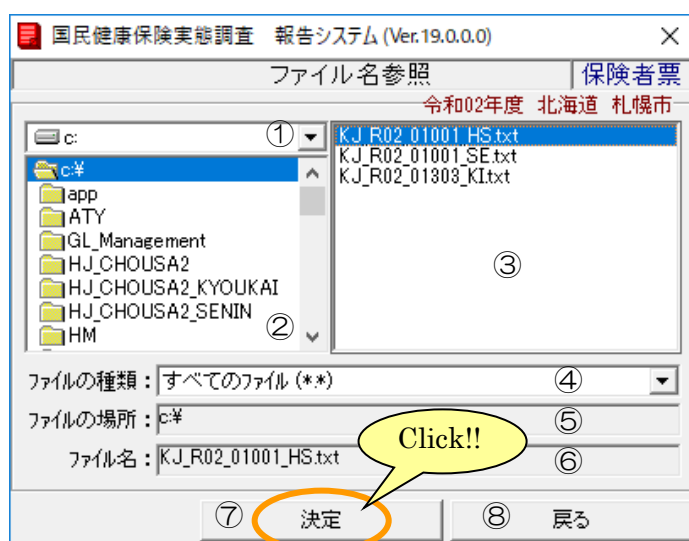 国民健康保険実態調査 報告システム (Ver.19.0.0.0)
ファイル名参照
保険者票
令和02年度 北海道 札幌市
c:
①
c:¥
app
ATY
GL_Management
HJ_CHOUSA2
HJ_CHOUSA2_KYOUKAI
HJ_CHOUSA2_SENIN
HM
②
KJ_R02_01001_HS.txt
KJ_R02_01001_SE.txt
KJ_R02_01303_KI.txt
③
ファイルの種類：すべてのファイル (*.*) ④
ファイルの場所：c:¥ ⑤
ファイル名：KJ_R02_01001_HS.txt ⑥
Click!!
⑦ 決定
⑧ 戻る